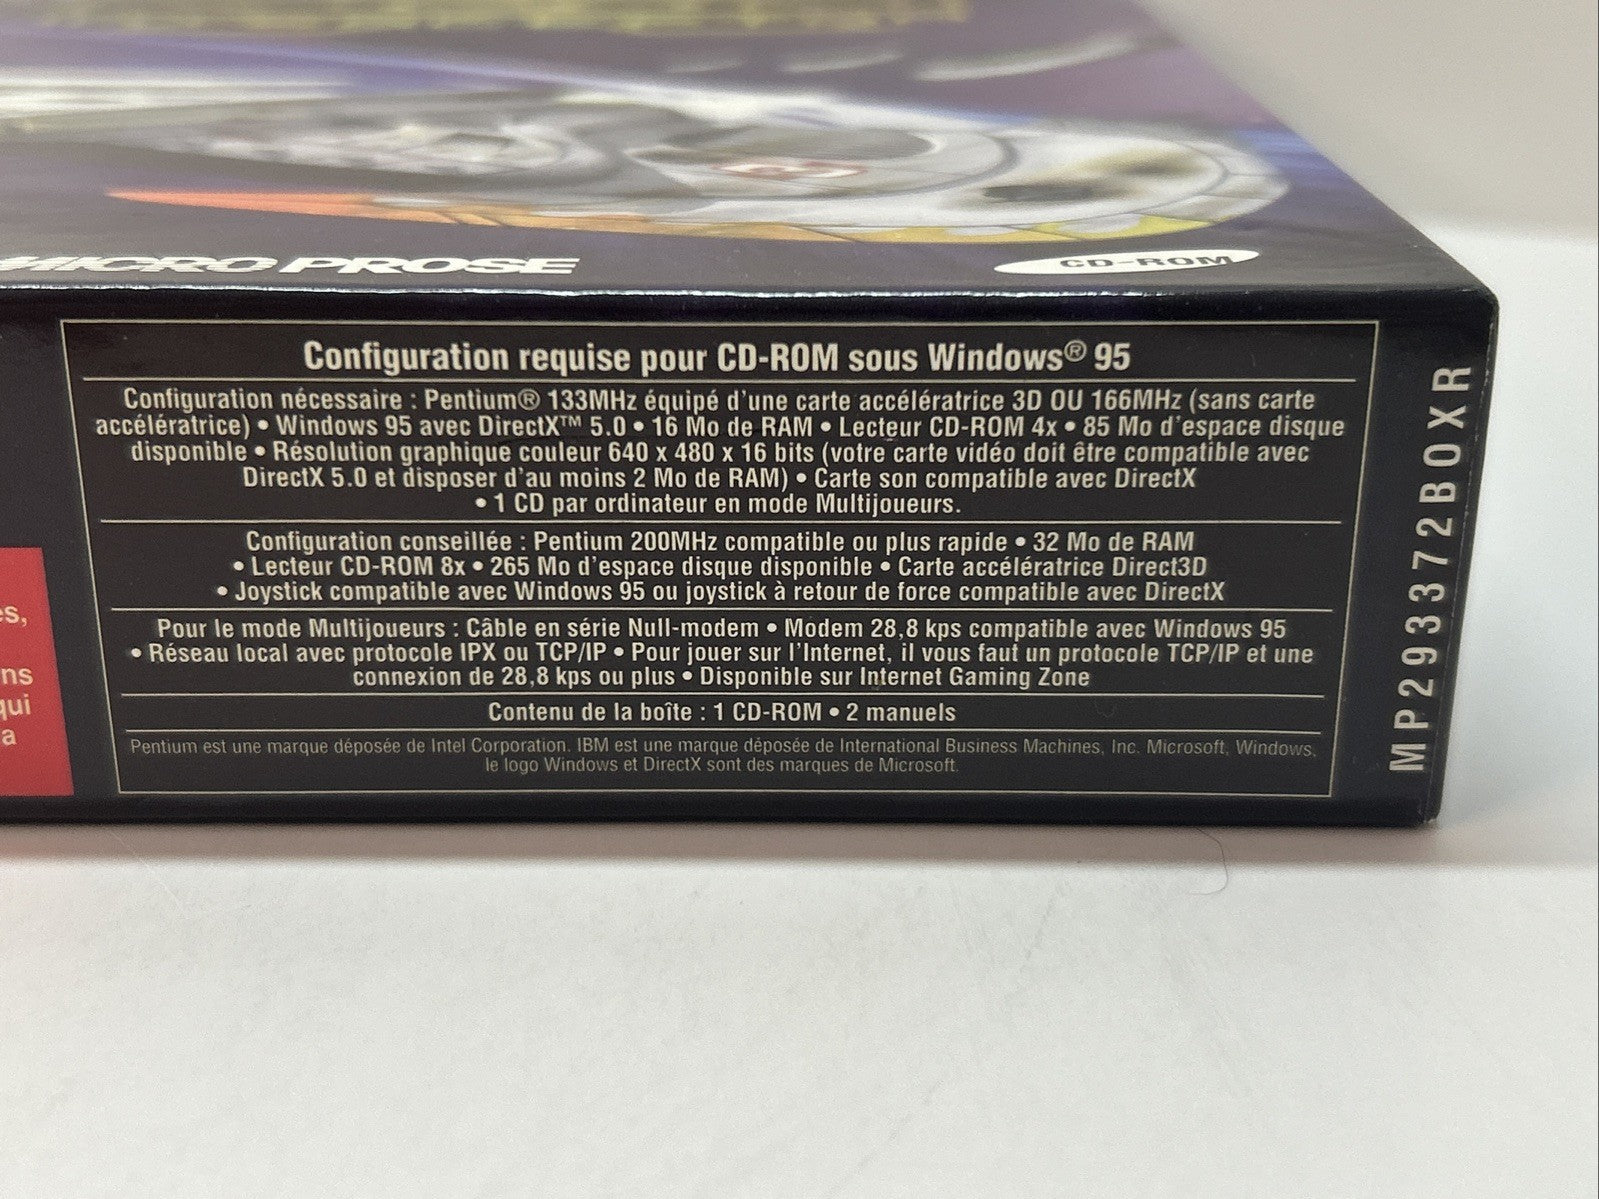 MICRO PROSE
CD-ROM
Configuration requise pour CD-ROM sous Windows® 95
Configuration nécessaire : Pentium® 133MHz équipé d'une carte accélératrice 3D OU 166MHz (sans carte
accélératrice) • Windows 95 avec DirectX™ 5.0 • 16 Mo de RAM • Lecteur CD-ROM 4x • 85 Mo d'espace disque
disponible • Résolution graphique couleur 640 x 480 x 16 bits (votre carte vidéo doit être compatible avec
DirectX 5.0 et disposer d'au moins 2 Mo de RAM) • Carte son compatible avec DirectX
• 1 CD par ordinateur en mode Multijoueurs.
Configuration conseillée : Pentium 200MHz compatible ou plus rapide • 32 Mo de RAM
• Lecteur CD-ROM 8x • 265 Mo d'espace disque disponible • Carte accélératrice Direct3D
• Joystick compatible avec Windows 95 ou joystick à retour de force compatible avec DirectX
Pour le mode Multijoueurs : Câble en série Null-modem • Modem 28,8 kps compatible avec Windows 95
• Réseau local avec protocole IPX ou TCP/IP • Pour jouer sur l'Internet, il vous faut un protocole TCP/IP et une
connexion de 28,8 kps ou plus • Disponible sur Internet Gaming Zone
Contenu de la boîte : 1 CD-ROM • 2 manuels
Pentium est une marque déposée de Intel Corporation. IBM est une marque déposée de International Business Machines, Inc. Microsoft, Windows,
le logo Windows et DirectX sont des marques de Microsoft.
MP293372BOXR
es,
ns
qui
a